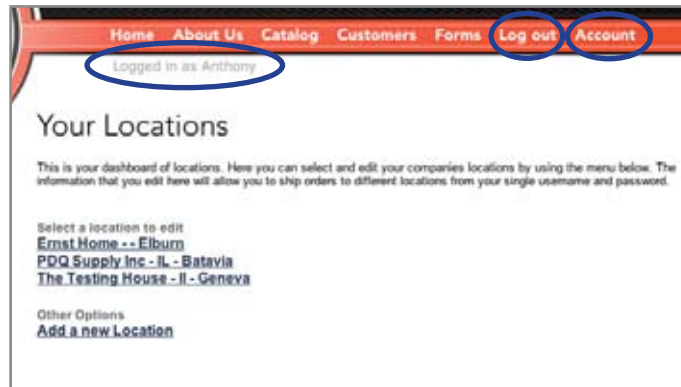 Home About Us Catalog Customers Forms Log out Account
Logged in as Anthony
Your Locations
This is your dashboard of locations. Here you can select and edit your companies locations by using the menu below. The
information that you edit here will allow you to ship orders to different locations from your single username and password.
Select a location to edit
Ernst Home - - Elburn
PDQ Supply Inc - IL - Batavia
The Testing House - Il - Geneva
Other Options
Add a new Location